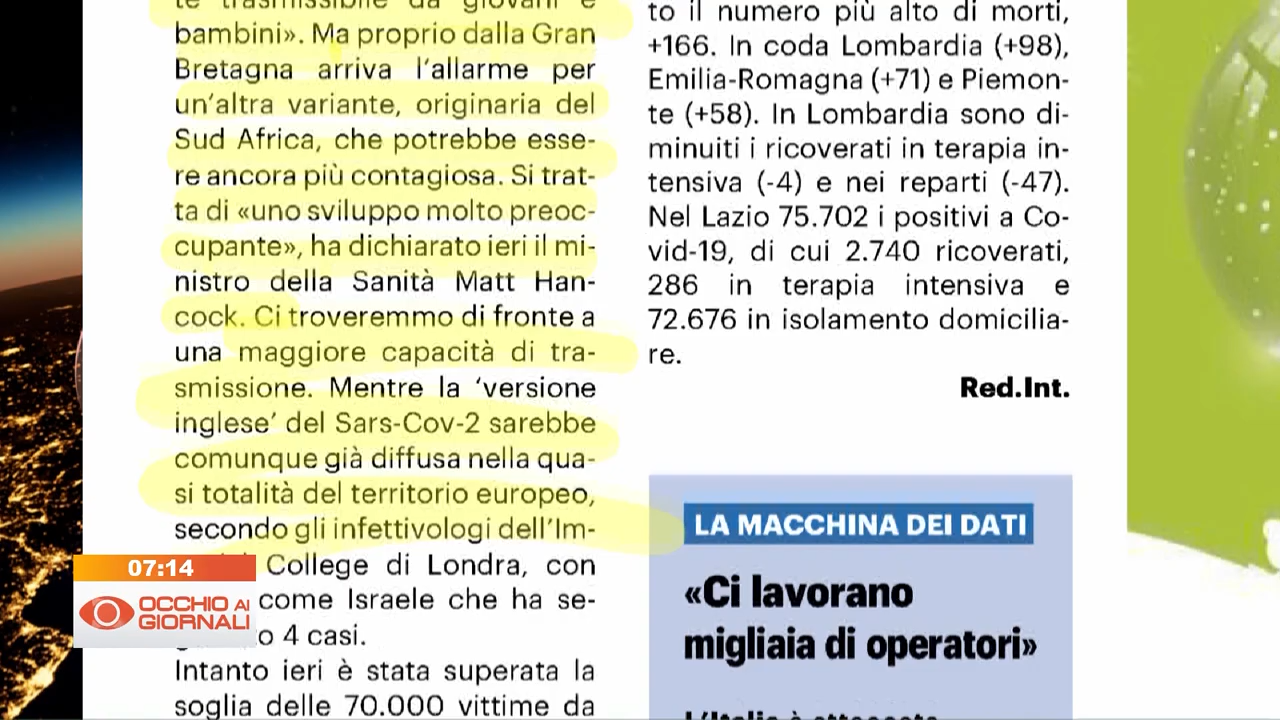 te trasmissibile da giovani e
bambini». Ma proprio dalla Gran
Bretagna arriva l'allarme per
un'altra variante, originaria del
Sud Africa, che potrebbe esse-
re ancora più contagiosa. Si trat-
ta di «uno sviluppo molto preoc-
cupante», ha dichiarato ieri il mi-
nistro della Sanità Matt Han-
cock. Ci troveremmo di fronte a
una maggiore capacità di tra-
smissione. Mentre la ‘versione
inglese’ del Sars-Cov-2 sarebbe
comunque già diffusa nella qua-
si totalità del territorio europeo,
secondo gli infettivologi dell'Im-
College di Londra, con
come Israele che ha se-
4 casi.
Intanto ieri è stata superata la
soglia delle 70.000 vittime da
to il numero più alto di morti,
+166. In coda Lombardia (+98),
Emilia-Romagna (+71) e Piemon-
te (+58). In Lombardia sono di-
minuiti i ricoverati in terapia in-
tensiva (-4) e nei reparti (-47).
Nel Lazio 75.702 i positivi a Co-
vid-19, di cui 2.740 ricoverati,
286 in terapia intensiva e
72.676 in isolamento domicilia-
re.
Red.Int.
LA MACCHINA DEI DATI
«Ci lavorano
migliaia di operatori»
L'Italia è
07:14
OCCHIO AI
GIORNALI